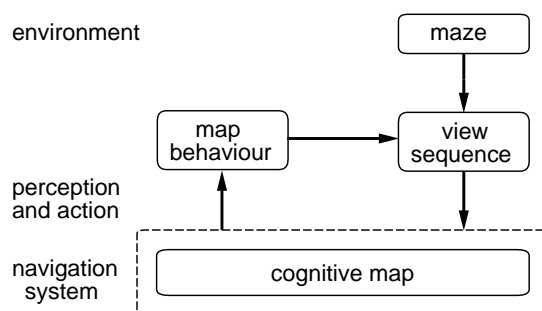 environment
maze
map
behaviour
view
sequence
perception
and action
navigation
system
cognitive map